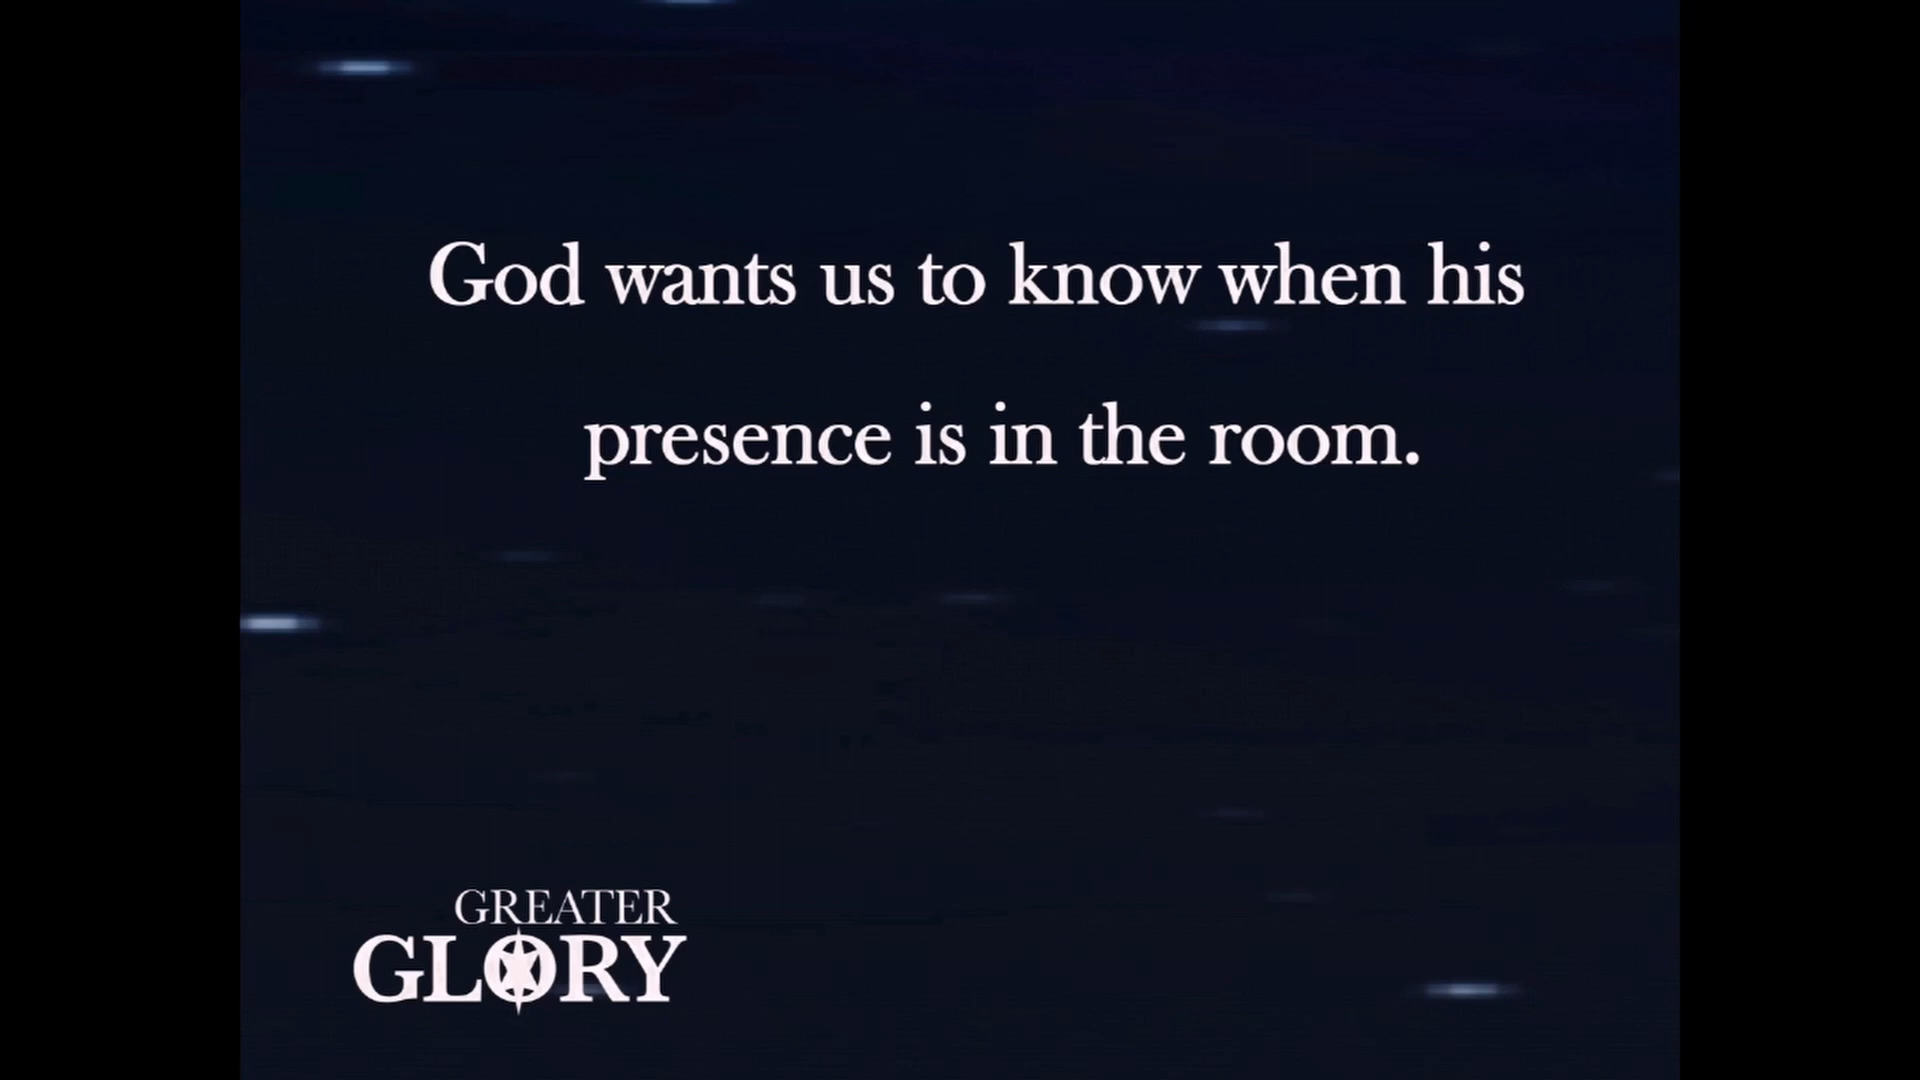 God wants us to know when his
presence is in the room.
GREATER
GLORY